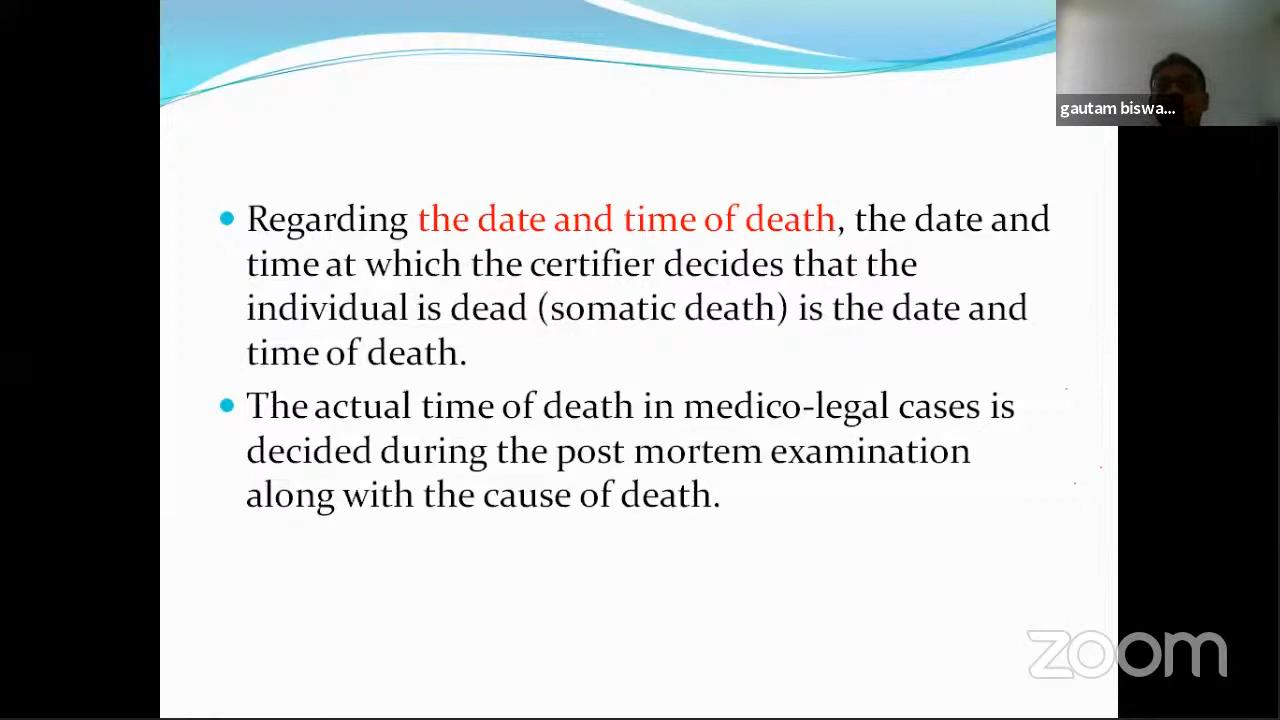 gautam biswa...
Regarding the date and time of death, the date and
time at which the certifier decides that the
individual is dead (somatic death) is the date and
time of death.
The actual time of death in medico-legal cases is
decided during the post mortem examination
along with the cause of death.
zoom